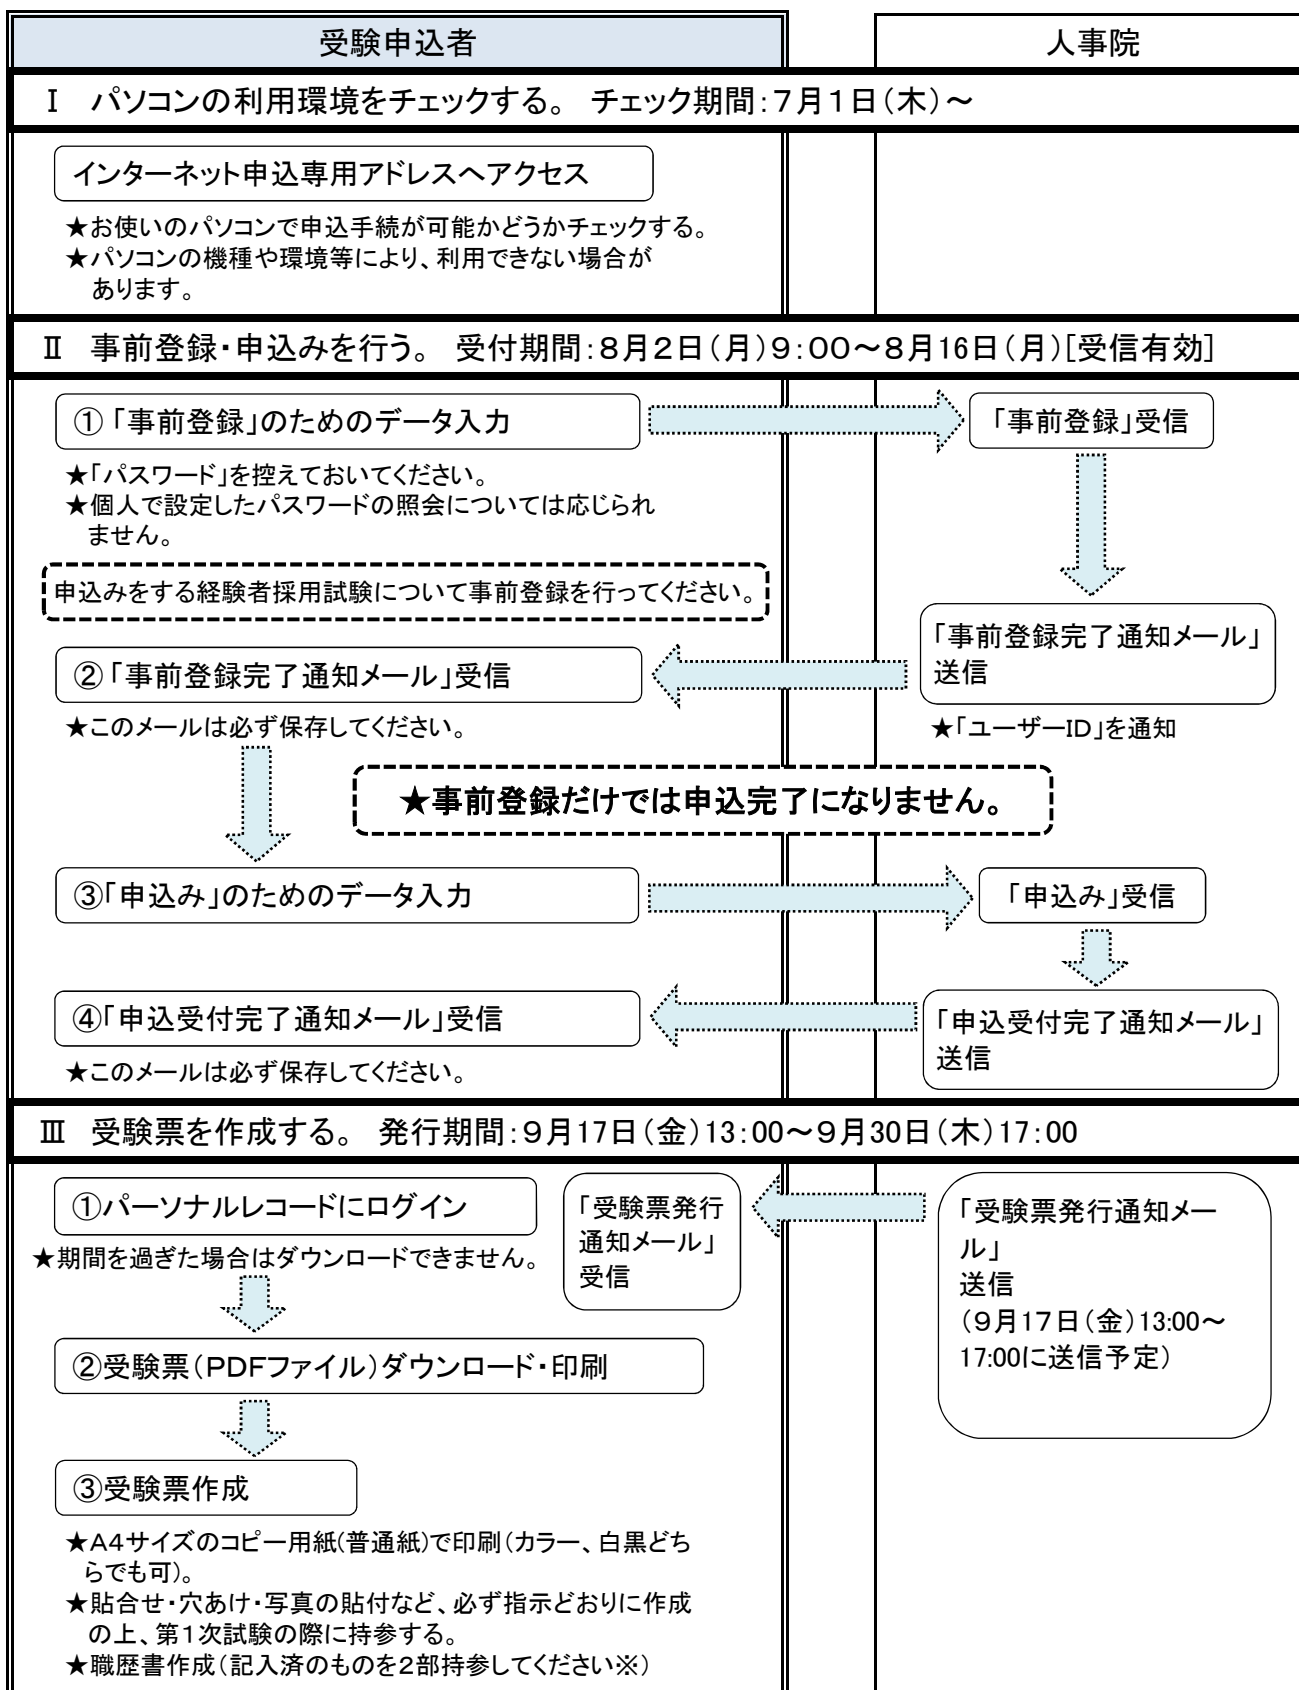 受験申込者
人事院
Ⅰ　パソコンの利用環境をチェックする。　チェック期間：７月１日（木）～
インターネット申込専用アドレスへアクセス
★お使いのパソコンで申込手続が可能かどうかチェックする。
★パソコンの機種や環境等により、利用できない場合が
あります。
Ⅱ　事前登録・申込みを行う。　受付期間：８月２日（月）９：００～８月16日（月）［受信有効］
①「事前登録」のためのデータ入力
「事前登録」受信
★「パスワード」を控えておいてください。
★個人で設定したパスワードの照会については応じられ
ません。
申込みをする経験者採用試験について事前登録を行ってください。
「事前登録完了通知メール」
送信
②「事前登録完了通知メール」受信
★このメールは必ず保存してください。
★「ユーザーID」を通知
★事前登録だけでは申込完了になりません。
③「申込み」のためのデータ入力
「申込み」受信
④「申込受付完了通知メール」受信
「申込受付完了通知メール」
送信
★このメールは必ず保存してください。
Ⅲ　受験票を作成する。　発行期間：９月17日（金）13：00～９月30日（木）17：00
①パーソナルレコードにログイン
★期間を過ぎた場合はダウンロードできません。
「受験票発行
通知メール」
受信
「受験票発行通知メー
ル」
送信
（９月１７日（金）13:00～
17:00に送信予定）
②受験票（ＰＤＦファイル）ダウンロード・印刷
③受験票作成
★Ａ４サイズのコピー用紙(普通紙)で印刷（カラー、白黒どち
らでも可）。
★貼合せ・穴あけ・写真の貼付など、必ず指示どおりに作成
の上、第１次試験の際に持参する。
★職歴書作成（記入済のものを２部持参してください※）